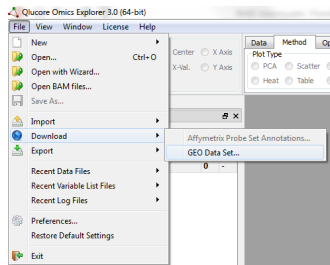 Qlucore Omics Explorer 3.0 (64-bit)
File View Window License Help
New
Open... Ctrl+O
Open with Wizard...
Open BAM files...
Save As...
Import
Download
Export
Recent Data Files
Recent Variable List Files
Recent Log Files
Preferences...
Restore Default Settings
Exit
Affymetrix Probe Set Annotations...
GEO Data Set...
0 -
Center X Axis
X-Val. Y Axis
Data Method
Plot Type
PCA Scatter
Heat Table